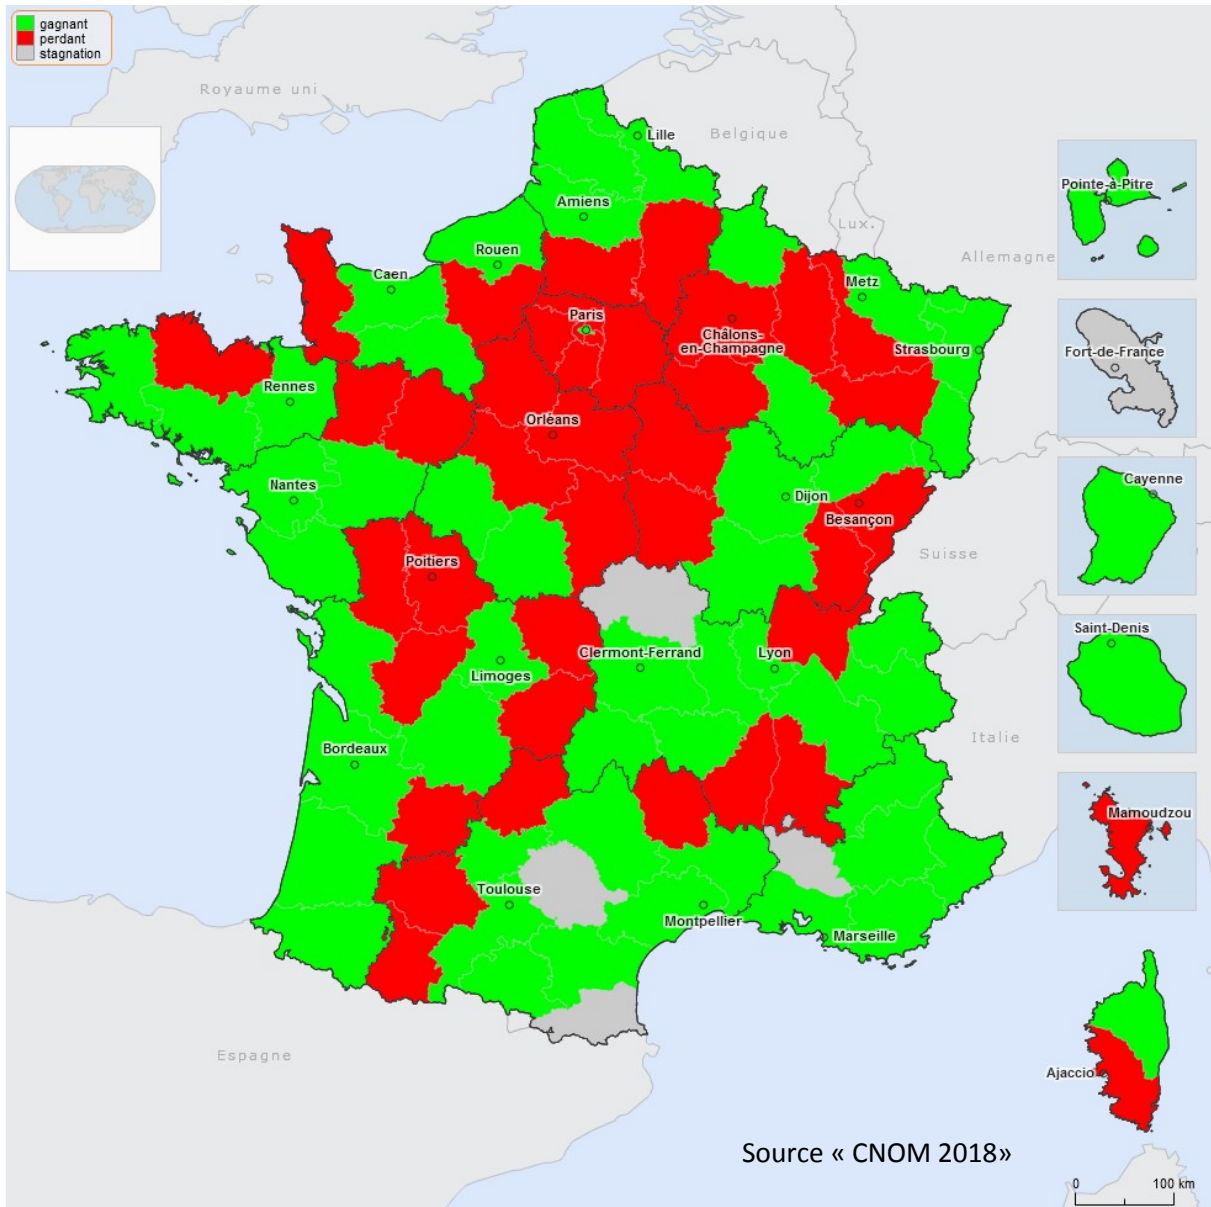 gagnant
perdant
stagnation
Royaume uni
Belgique
Lux.
Allemagne
Suisse
Italie
Espagne
Lille
Amiens
Rouen
Caen
Metz
Paris
Châlons-
en-Champagne
Strasbourg
Rennes
Orléans
Nantes
Dijon
Besançon
Poitiers
Clermont-Ferrand
Lyon
Limoges
Bordeaux
Toulouse
Montpellier
Marseille
Pointe-à-Pitre
Fort-de-France
Cayenne
Saint-Denis
Mamoudzou
Ajaccio
Source « CNOM 2018»
0 100 km